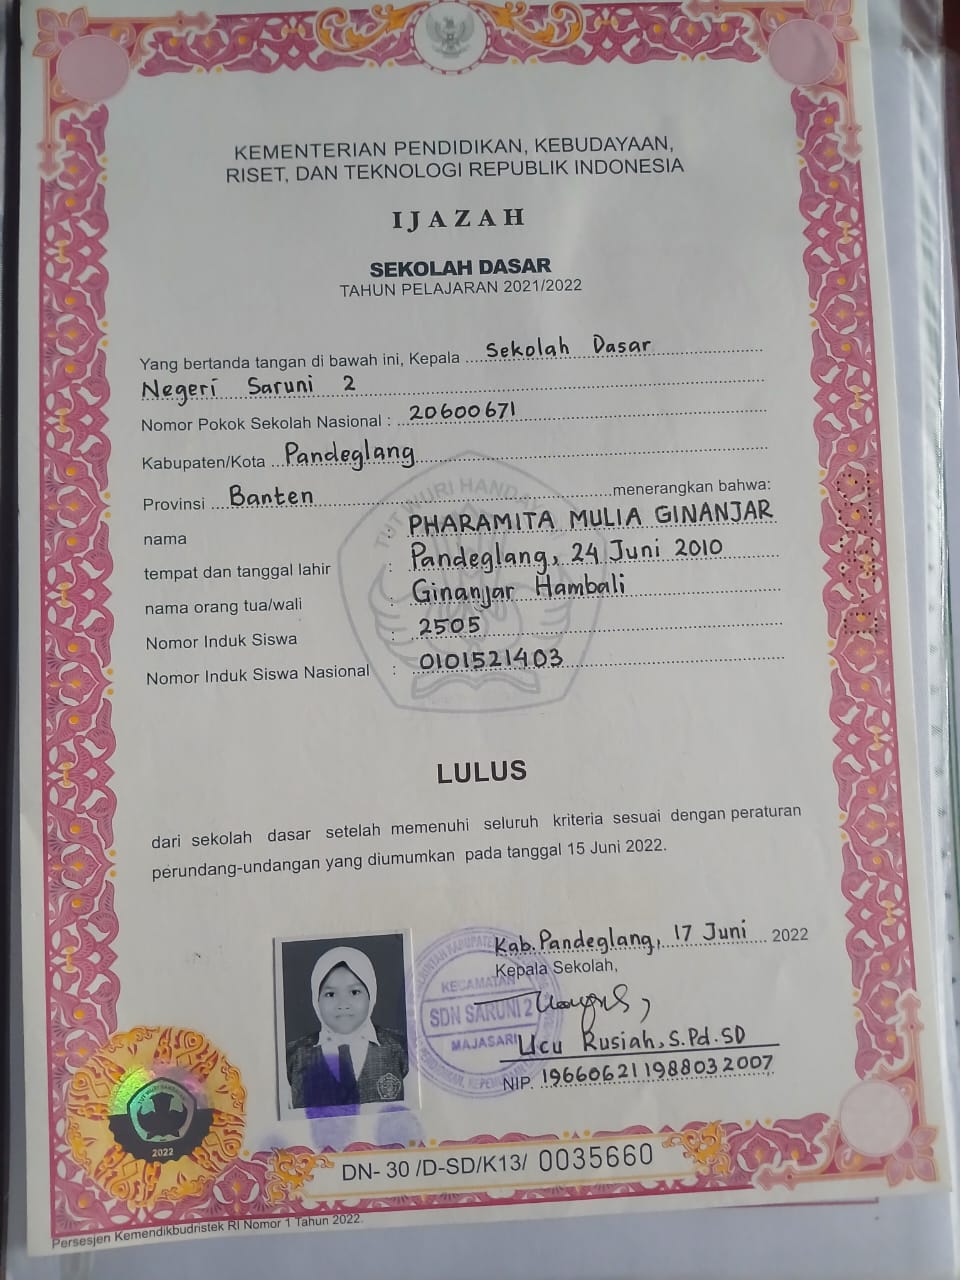 KEMENTERIAN PENDIDIKAN, KEBUDAYAAN,
RISET, DAN TEKNOLOGI REPUBLIK INDONESIA
IJAZAH
SEKOLAH DASAR
TAHUN PELAJARAN 2021/2022
Yang bertanda tangan di bawah ini, Kepala Sekolah Dasar
Negeri Saruni 2
Nomor Pokok Sekolah Nasional : 20600671
Kabupaten/Kota Pandeglang
Provinsi Banten menerangkan bahwa:
nama : PHARAMITA MULIA GINANJAR
tempat dan tanggal lahir : Pandeglang, 24 Juni 2010
nama orang tua/wali : Ginanjar Hambali
Nomor Induk Siswa : 2505
Nomor Induk Siswa Nasional : 0101521403
TUT WURI HANDAYANI
LULUS
dari sekolah dasar setelah memenuhi seluruh kriteria sesuai dengan peraturan
perundang-undangan yang diumumkan pada tanggal 15 Juni 2022.
Kab. Pandeglang, 17 Juni 2022
Kepala Sekolah,
KECAMATAN
SDN SARUNI 2
MAJASARI
Ucu Rusiah, S.Pd.SD
NIP. 196606211988032007
TUT WURI HANDAYANI
2022
DN- 30 /D-SD/K13/ 0035660
Persesjen Kemendikbudristek RI Nomor 1 Tahun 2022.